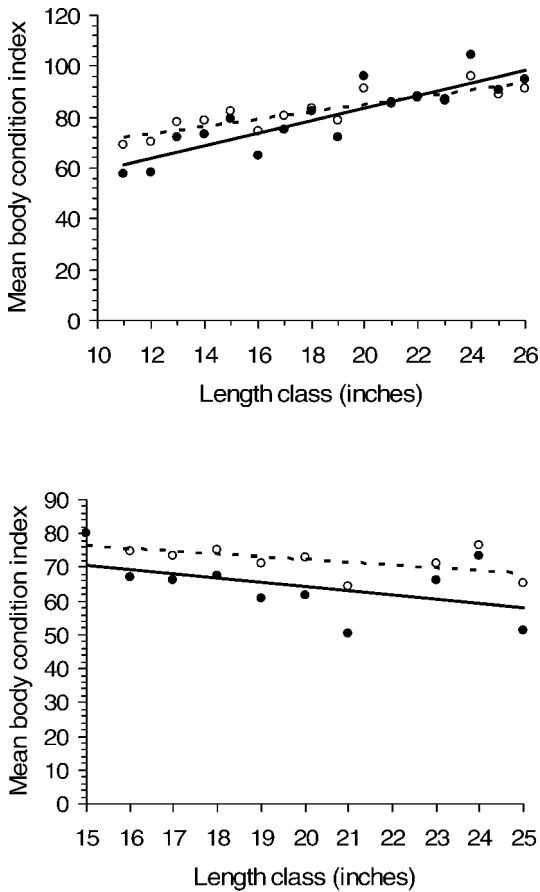 Mean body condition index
120
100
80
60
40
20
0
10 12 14 16 18 20 22 24 26
Length class (inches)
Mean body condition index
90
80
70
60
50
40
30
20
10
0
15 16 17 18 19 20 21 22 23 24 25
Length class (inches)